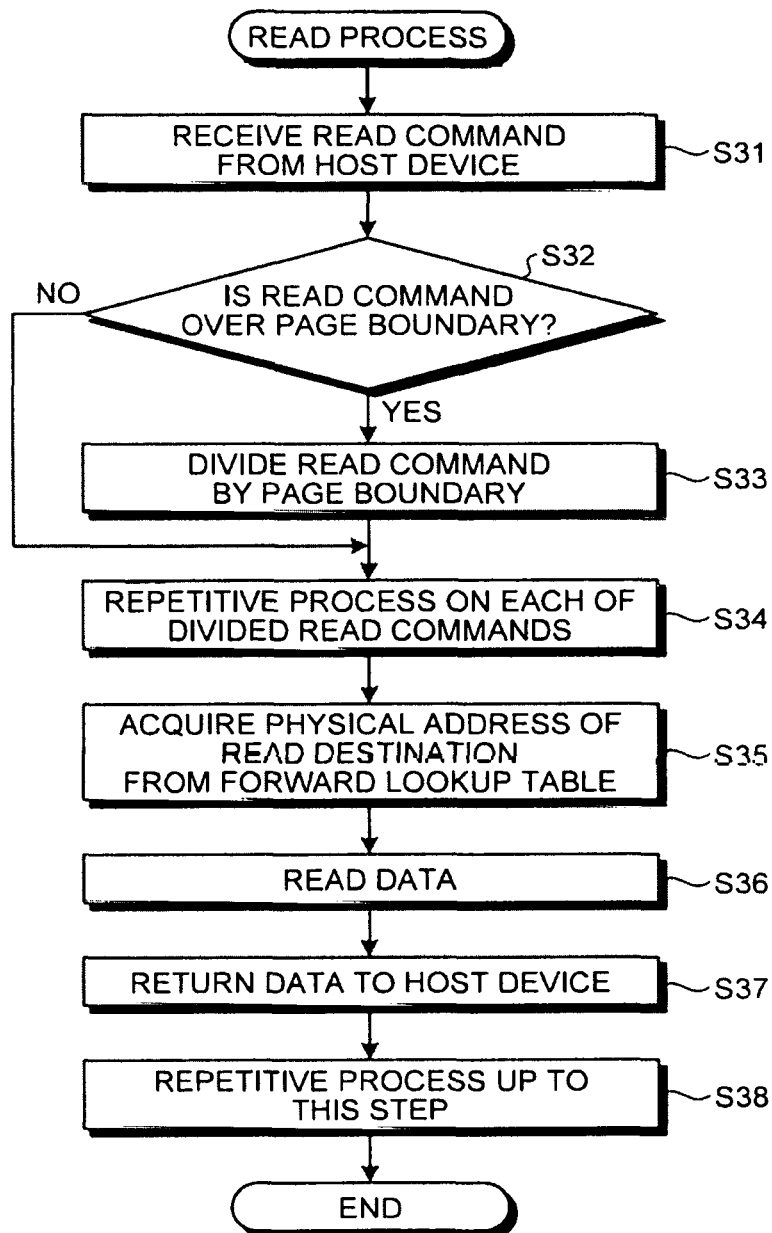 READ PROCESS
RECEIVE READ COMMAND
FROM HOST DEVICE
S31
S32
NO
IS READ COMMAND
OVER PAGE BOUNDARY?
YES
DIVIDE READ COMMAND
BY PAGE BOUNDARY
S33
REPETITIVE PROCESS ON EACH OF
DIVIDED READ COMMANDS
S34
ACQUIRE PHYSICAL ADDRESS OF
READ DESTINATION
FROM FORWARD LOOKUP TABLE
S35
READ DATA
S36
RETURN DATA TO HOST DEVICE
S37
REPETITIVE PROCESS UP TO
THIS STEP
S38
END